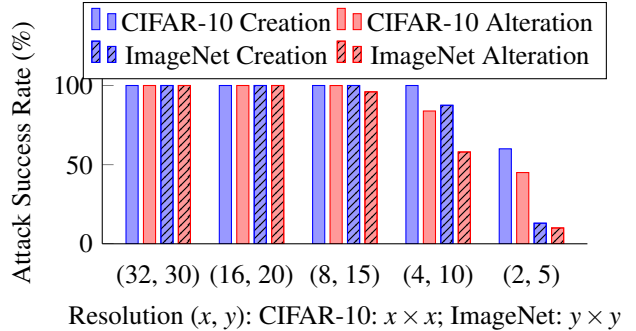 CIFAR-10 Creation CIFAR-10 Alteration
ImageNet Creation ImageNet Alteration
Attack Success Rate (%)
100
50
0
(32, 30) (16, 20) (8, 15) (4, 10) (2, 5)
Resolution (x, y): CIFAR-10: x × x; ImageNet: y × y